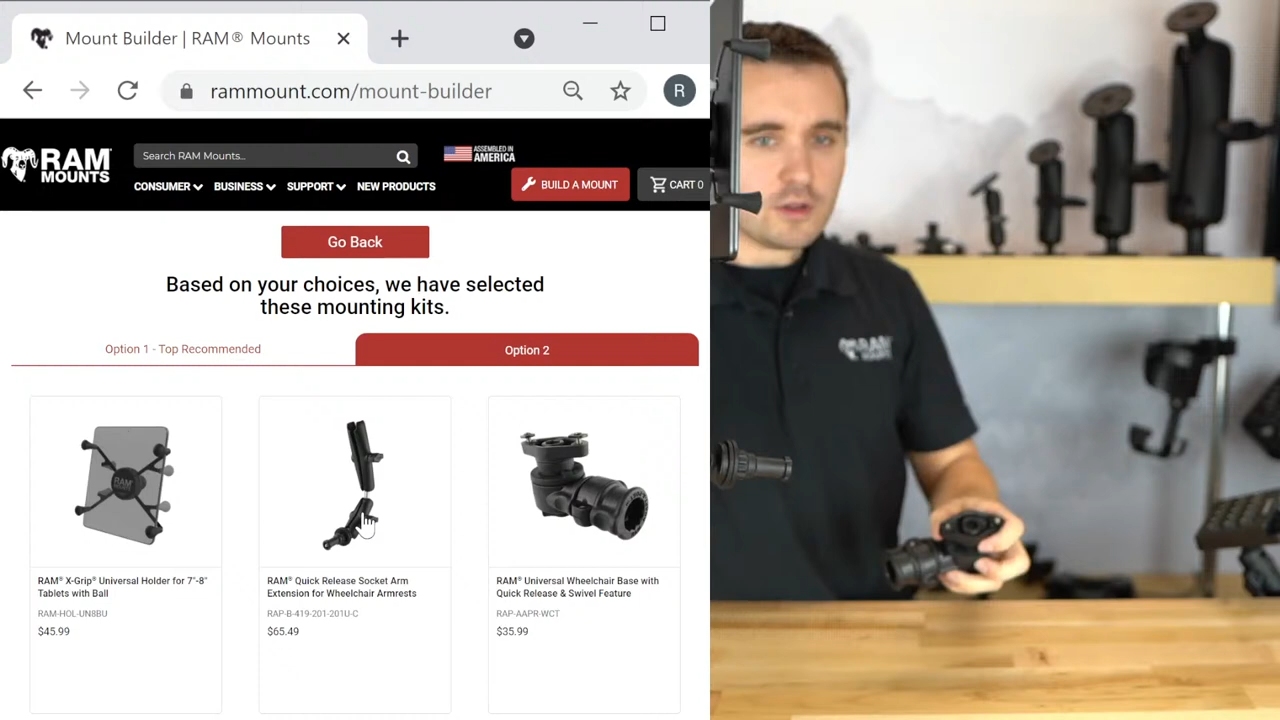 Mount Builder | RAM® Mounts
rammount.com/mount-builder
R
RAM
MOUNTS
Search RAM Mounts...
ASSEMBLED IN
AMERICA
CONSUMER
BUSINESS
SUPPORT
NEW PRODUCTS
BUILD A MOUNT
CART 0
Go Back
Based on your choices, we have selected
these mounting kits.
Option 1 - Top Recommended
Option 2
RAM® X-Grip® Universal Holder for 7"-8"
Tablets with Ball
RAM-HOL-UN8BU
$45.99
RAM® Quick Release Socket Arm
Extension for Wheelchair Armrests
RAP-B-419-201-201U-C
$65.49
RAM® Universal Wheelchair Base with
Quick Release & Swivel Feature
RAP-AAPR-WCT
$35.99
RAM
MOUNTS